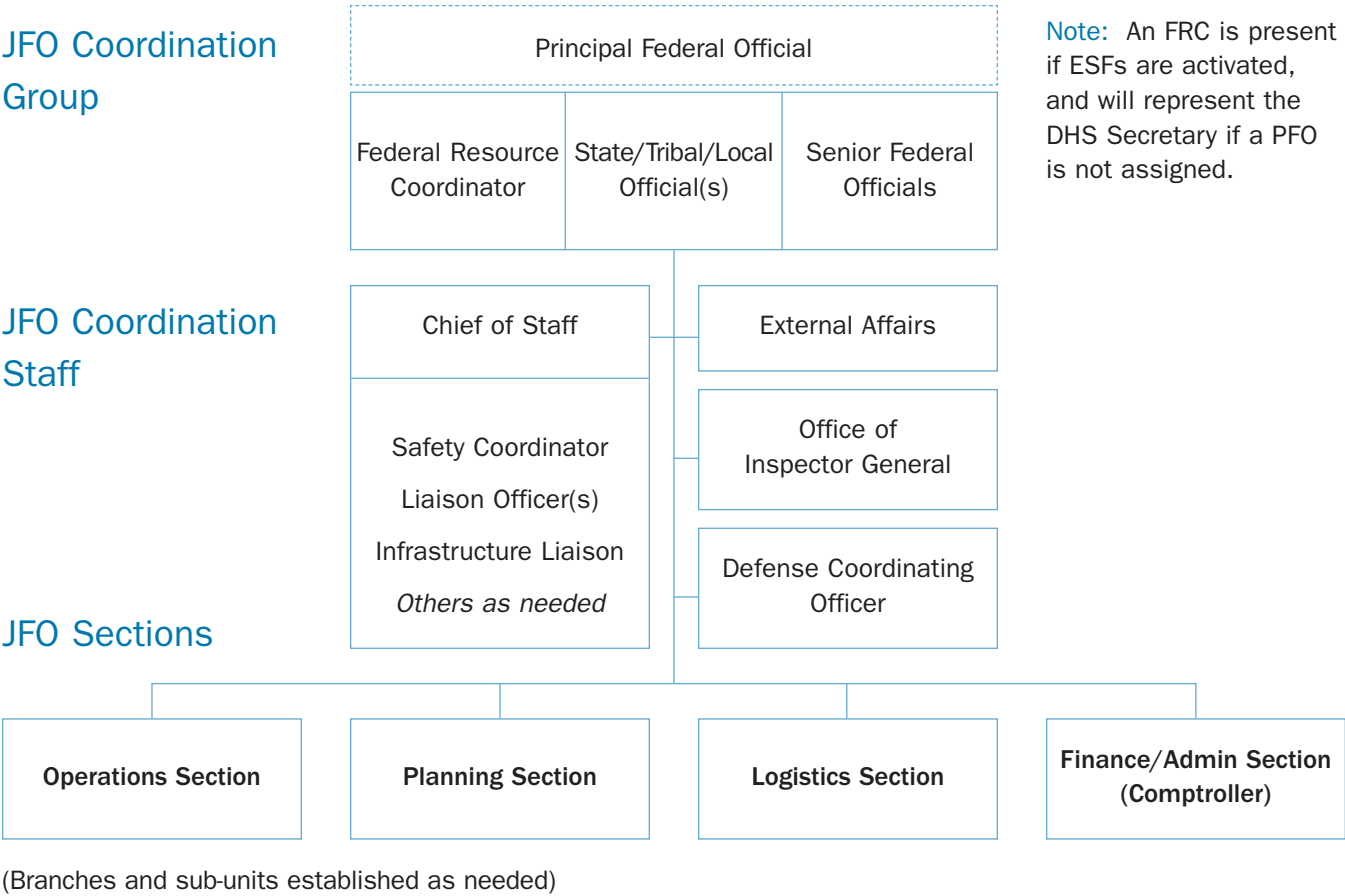 JFO Coordination
Group
Principal Federal Official
Note: An FRC is present
if ESFs are activated,
and will represent the
DHS Secretary if a PFO
is not assigned.
Federal Resource
Coordinator
State/Tribal/Local
Official(s)
Senior Federal
Officials
JFO Coordination
Staff
Chief of Staff
External Affairs
Safety Coordinator
Liaison Officer(s)
Infrastructure Liaison
Others as needed
Office of
Inspector General
Defense Coordinating
Officer
JFO Sections
Operations Section
Planning Section
Logistics Section
Finance/Admin Section
(Comptroller)
(Branches and sub-units established as needed)